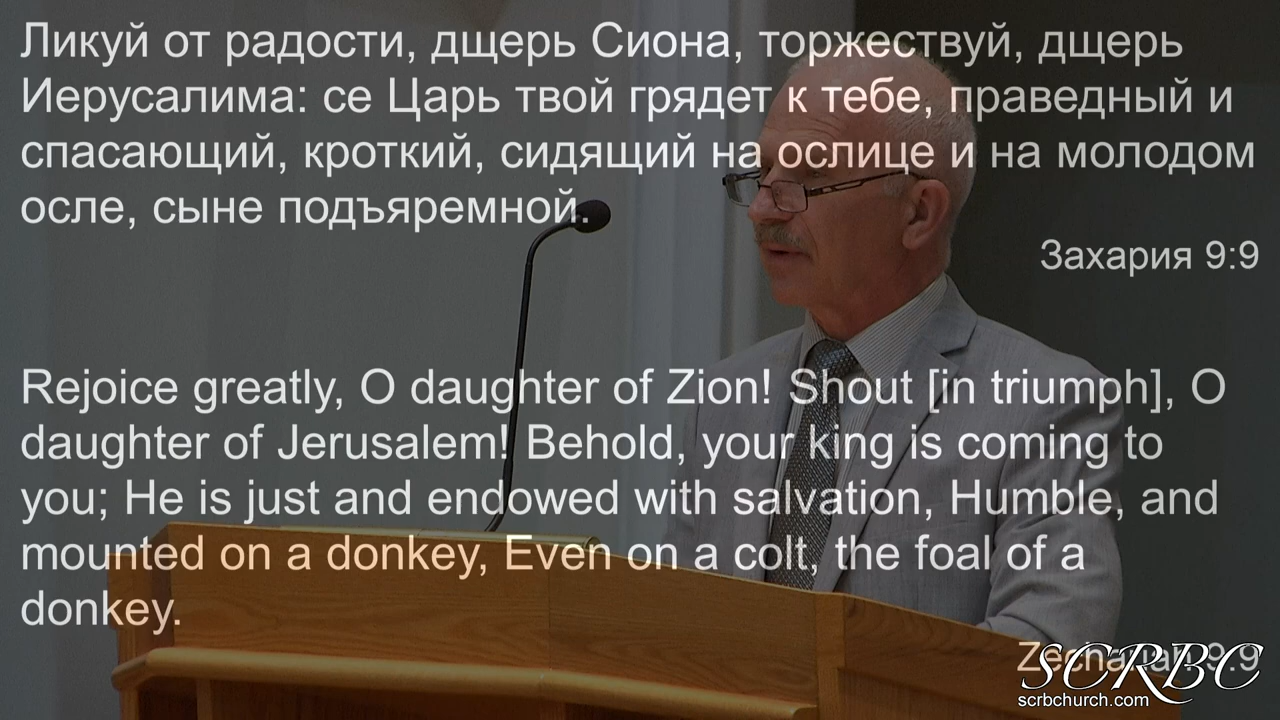 Ликуй от радости, дщерь Сиона, торжествуй, дщерь
Иерусалима: се Царь твой грядет к тебе, праведный и
спасающий, кроткий, сидящий на ослице и на молодом
осле, сыне подъяремной.
Захария 9:9
Rejoice greatly, O daughter of Zion! Shout [in triumph], O
daughter of Jerusalem! Behold, your king is coming to
you; He is just and endowed with salvation, Humble, and
mounted on a donkey, Even on a colt, the foal of a
donkey.
Zechariah 9:9
SCRBC
scrbchurch.com